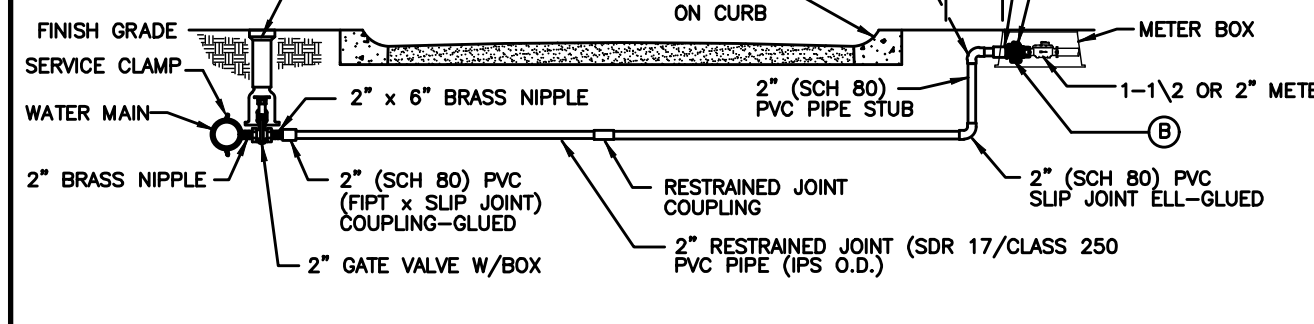 ON CURB
FINISH GRADE
METER BOX
SERVICE CLAMP
2" x 6" BRASS NIPPLE
2" (SCH 80)
PVC PIPE STUB
1-1\2 OR 2" METE
WATER MAIN
B
2" BRASS NIPPLE
2" (SCH 80) PVC
(FIPT x SLIP JOINT)
COUPLING-GLUED
RESTRAINED JOINT
COUPLING
2" (SCH 80) PVC
SLIP JOINT ELL-GLUED
2" RESTRAINED JOINT (SDR 17/CLASS 250
PVC PIPE (IPS O.D.)
2" GATE VALVE W/BOX